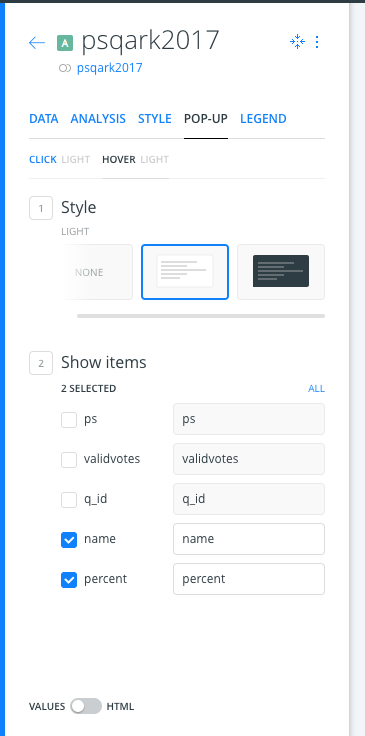 A psqark2017
psqark2017
DATA ANALYSIS STYLE POP-UP LEGEND
CLICK LIGHT HOVER LIGHT
1 Style
LIGHT
NONE
2 Show items
2 SELECTED ALL
ps ps
validvotes validvotes
q_id q_id
name name
percent percent
VALUES HTML